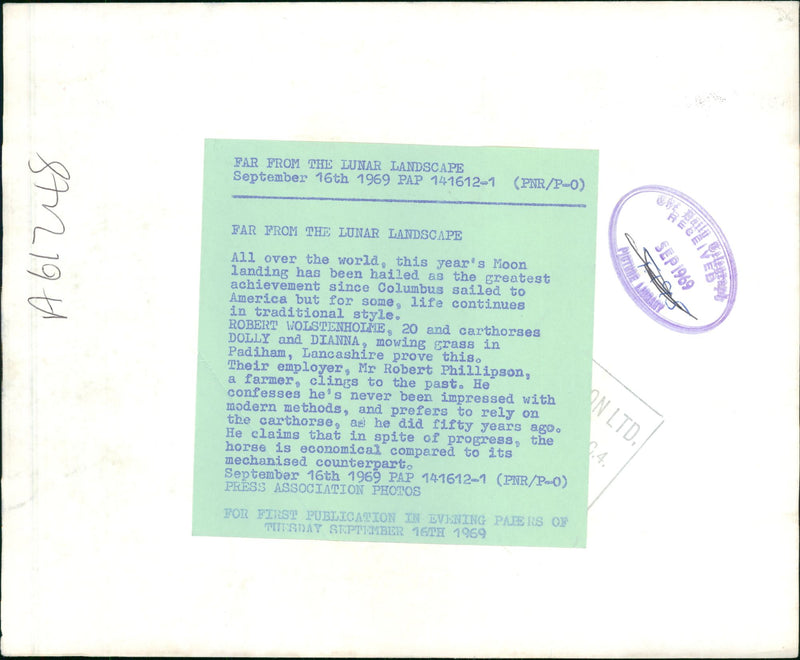 FAR FROM THE LUNAR LANDSCAPE
September 16th 1969 PAP 141612-1 (PNR/P-O)
FAR FROM THE LUNAR LANDSCAPE
All over the world, this year's Moon
landing has been hailed as the greatest
achievement since Columbus sailed to
America but for some, life continues
in traditional style.
ROBERT WOLSTENHOLME, 20 and carthorses
DOLLY and DIANNA, mowing grass in
Padiham, Lancashire prove this.
Their employer, Mr Robert Phillipson,
a farmer, clings to the past. He
confesses he's never been impressed with
modern methods, and prefers to rely on
the carthorse, as he did fifty years ago.
He claims that in spite of progress, the
horse is economical compared to its
mechanised counterpart.
September 16th 1969 PAP 141612-1 (PNR/P-O)
PRESS ASSOCIATION PHOTOS
FOR FIRST PUBLICATION IN EVENING PAPERS OF
TUESDAY SEPTEMBER 16TH 1969
A61248
The Daily Telegraph
RECEIVED
SEP 1969
PICTURE LIBRARY
ON LTD.
C.4.